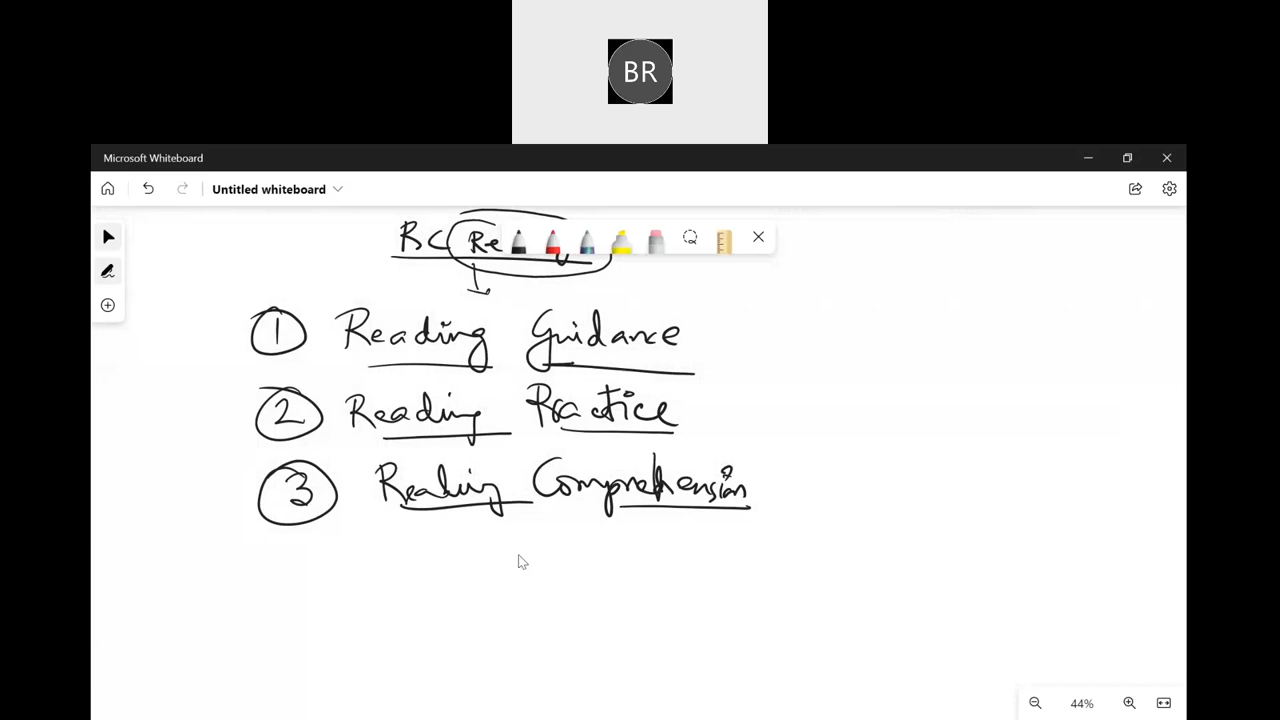 BR
Microsoft Whiteboard
Untitled whiteboard
RC Re
1 Reading Guidance
2 Reading Practice
3 Reading Comprehension
44%